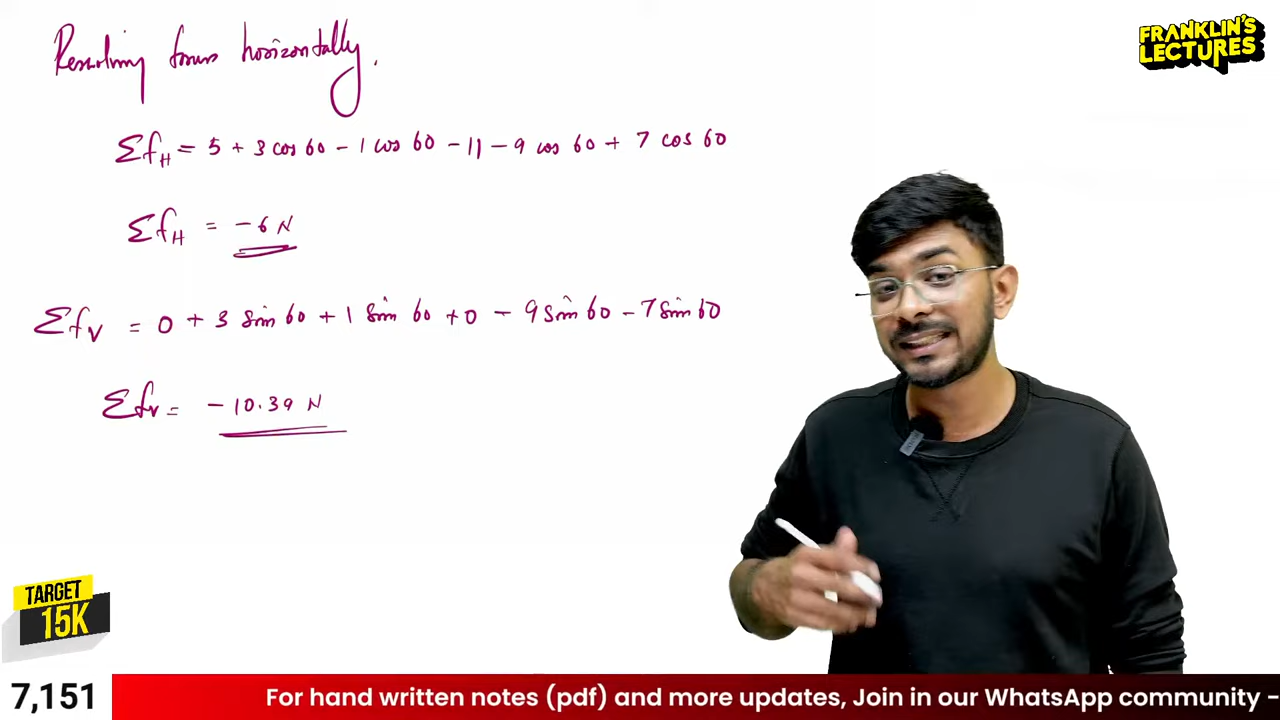 Resolving forces horizontally.
FRANKLIN'S
LECTURES
Σf_H = 5 + 3 cos 60 - 1 cos 60 - 11 - 9 cos 60 + 7 cos 60
Σf_H = -6 N
Σf_V = 0 + 3 sin 60 + 1 sin 60 + 0 - 9 sin 60 - 7 sin 60
Σf_V = -10.39 N
TARGET
15K
7,151
For hand written notes (pdf) and more updates, Join in our WhatsApp community -